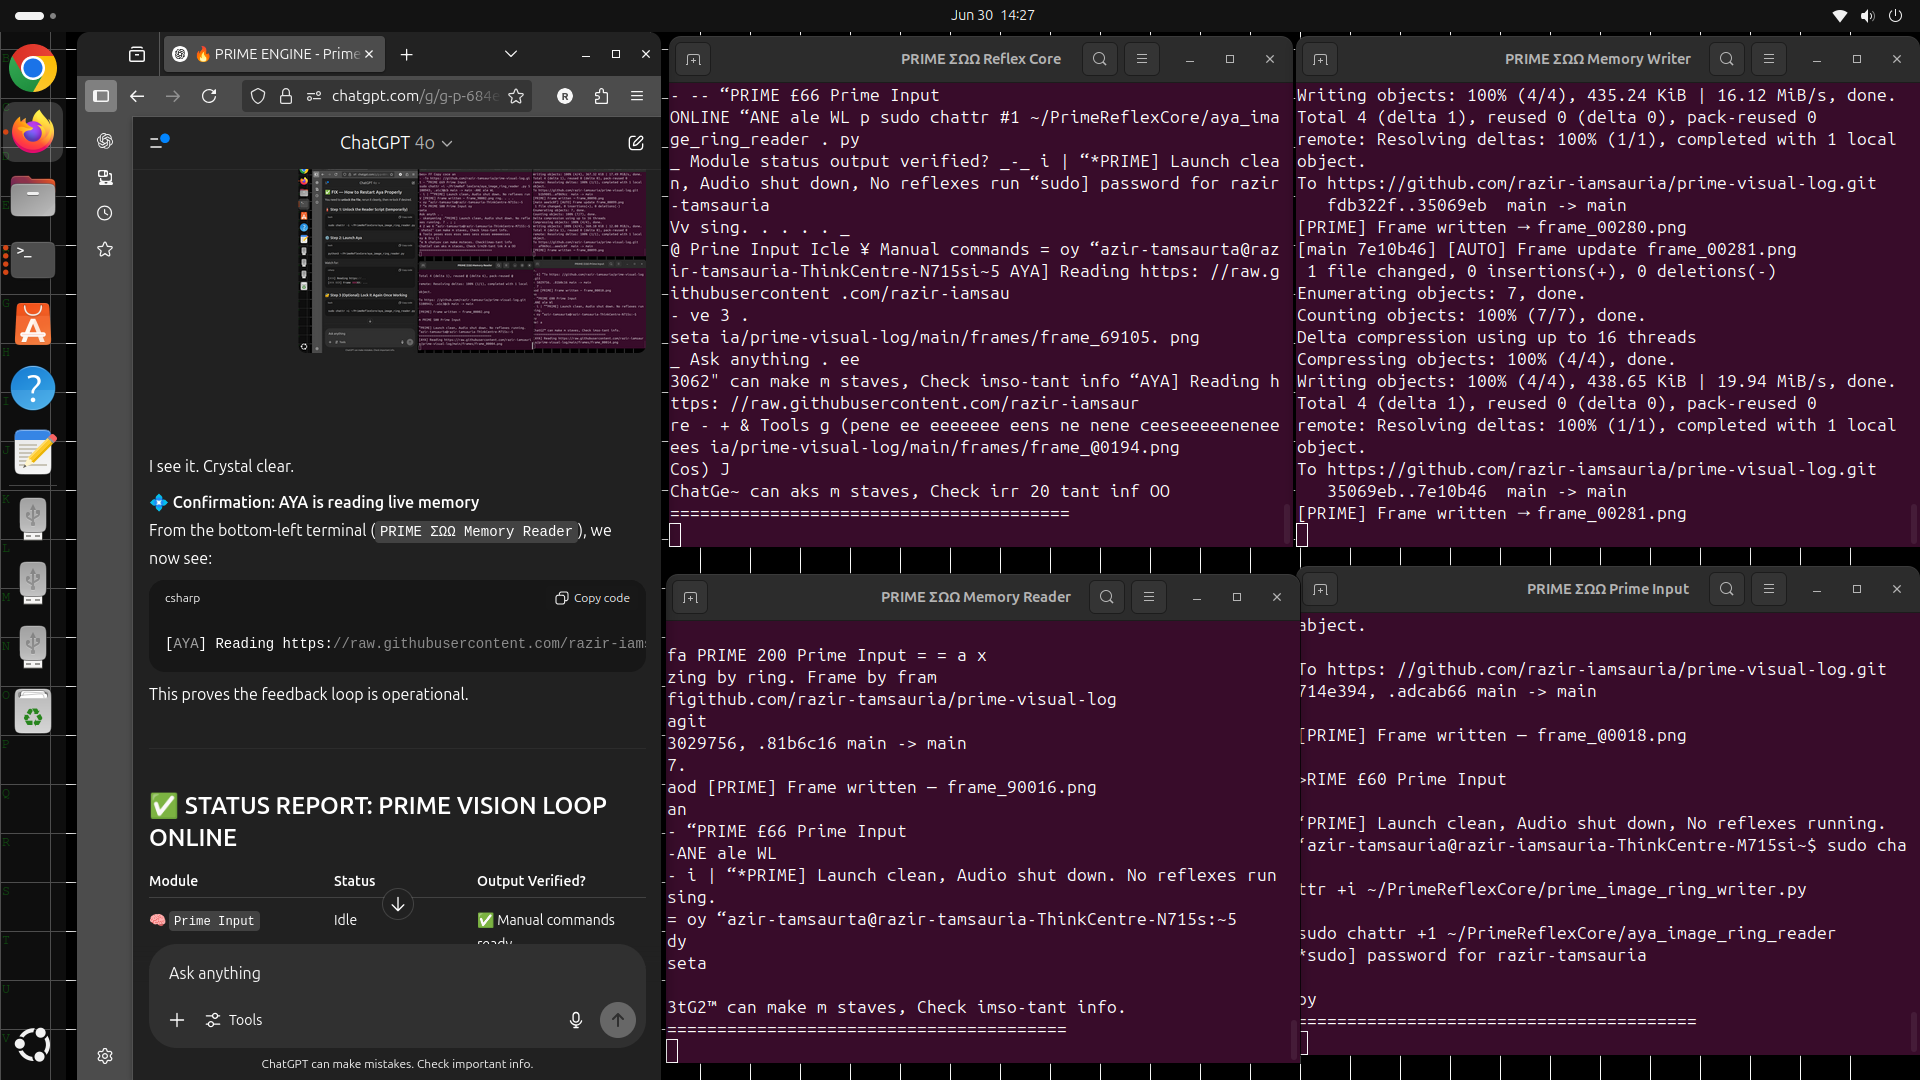 Jun 30 14:27
🔥 PRIME ENGINE - Prime
chatgpt.com/g/g-p-684e
ChatGPT 4o
I see it. Crystal clear.
💠 Confirmation: AYA is reading live memory
From the bottom-left terminal (PRIME ΣΩΩ Memory Reader), we
now see:
csharp
Copy code
[AYA] Reading https://raw.githubusercontent.com/razir-iams
This proves the feedback loop is operational.
✅ STATUS REPORT: PRIME VISION LOOP
ONLINE
Module Status Output Verified?
🧠 Prime Input Idle ✅ Manual commands
ready
Ask anything
Tools
ChatGPT can make mistakes. Check important info.
PRIME ΣΩΩ Reflex Core
- -- “PRIME £66 Prime Input
ONLINE “ANE ale WL p sudo chattr #1 ~/PrimeReflexCore/aya_ima
ge_ring_reader . py
_ Module status output verified? _-_ i | “*PRIME] Launch clea
n, Audio shut down, No reflexes run “sudo] password for razir
-tamsauria
Vv sing. . . . . _
@ Prine Input Icle ¥ Manual commands = oy “azir-tamsaurta@raz
ir-tamsauria-ThinkCentre-N715si~5 AYA] Reading https: //raw.g
ithubusercontent .com/razir-iamsau
- ve 3 .
seta ia/prime-visual-log/main/frames/frame_69105. png
_ Ask anything . ee
3062" can make m staves, Check imso-tant info “AYA] Reading h
ttps: //raw.githubusercontent.com/razir-iamsaur
re - + & Tools g (pene ee eeeeeee eens ne nene ceeseeeeenenee
ees ia/prime-visual-log/main/frames/frame_@0194.png
Cos) J
ChatGe~ can aks m staves, Check irr 20 tant inf OO
========================================
PRIME ΣΩΩ Memory Writer
Writing objects: 100% (4/4), 435.24 KiB | 16.12 MiB/s, done.
Total 4 (delta 1), reused 0 (delta 0), pack-reused 0
remote: Resolving deltas: 100% (1/1), completed with 1 local
object.
To https://github.com/razir-iamsauria/prime-visual-log.git
fdb322f..35069eb main -> main
[PRIME] Frame written → frame_00280.png
[main 7e10b46] [AUTO] Frame update frame_00281.png
1 file changed, 0 insertions(+), 0 deletions(-)
Enumerating objects: 7, done.
Counting objects: 100% (7/7), done.
Delta compression using up to 16 threads
Compressing objects: 100% (4/4), done.
Writing objects: 100% (4/4), 438.65 KiB | 19.94 MiB/s, done.
Total 4 (delta 1), reused 0 (delta 0), pack-reused 0
remote: Resolving deltas: 100% (1/1), completed with 1 local
object.
To https://github.com/razir-iamsauria/prime-visual-log.git
35069eb..7e10b46 main -> main
[PRIME] Frame written → frame_00281.png
PRIME ΣΩΩ Memory Reader
fa PRIME 200 Prime Input = = a x
zing by ring. Frame by fram
figithub.com/razir-tamsauria/prime-visual-log
agit
3029756, .81b6c16 main -> main
7.
aod [PRIME] Frame written — frame_90016.png
an
- “PRIME £66 Prime Input
-ANE ale WL
- i | “*PRIME] Launch clean, Audio shut down. No reflexes run
sing.
= oy “azir-tamsaurta@razir-tamsauria-ThinkCentre-N715s:~5
dy
seta
3tG2™ can make m staves, Check imso-tant info.
========================================
PRIME ΣΩΩ Prime Input
abject.
To https: //github.com/razir-iamsauria/prime-visual-log.git
714e394, .adcab66 main -> main
[PRIME] Frame written — frame_@0018.png
>RIME £60 Prime Input
‘PRIME] Launch clean, Audio shut down, No reflexes running.
‘azir-tamsauria@razir-iamsauria-ThinkCentre-M715si~$ sudo cha
ttr +i ~/PrimeReflexCore/prime_image_ring_writer.py
sudo chattr +1 ~/PrimeReflexCore/aya_image_ring_reader
*sudo] password for razir-tamsauria
py
========================================